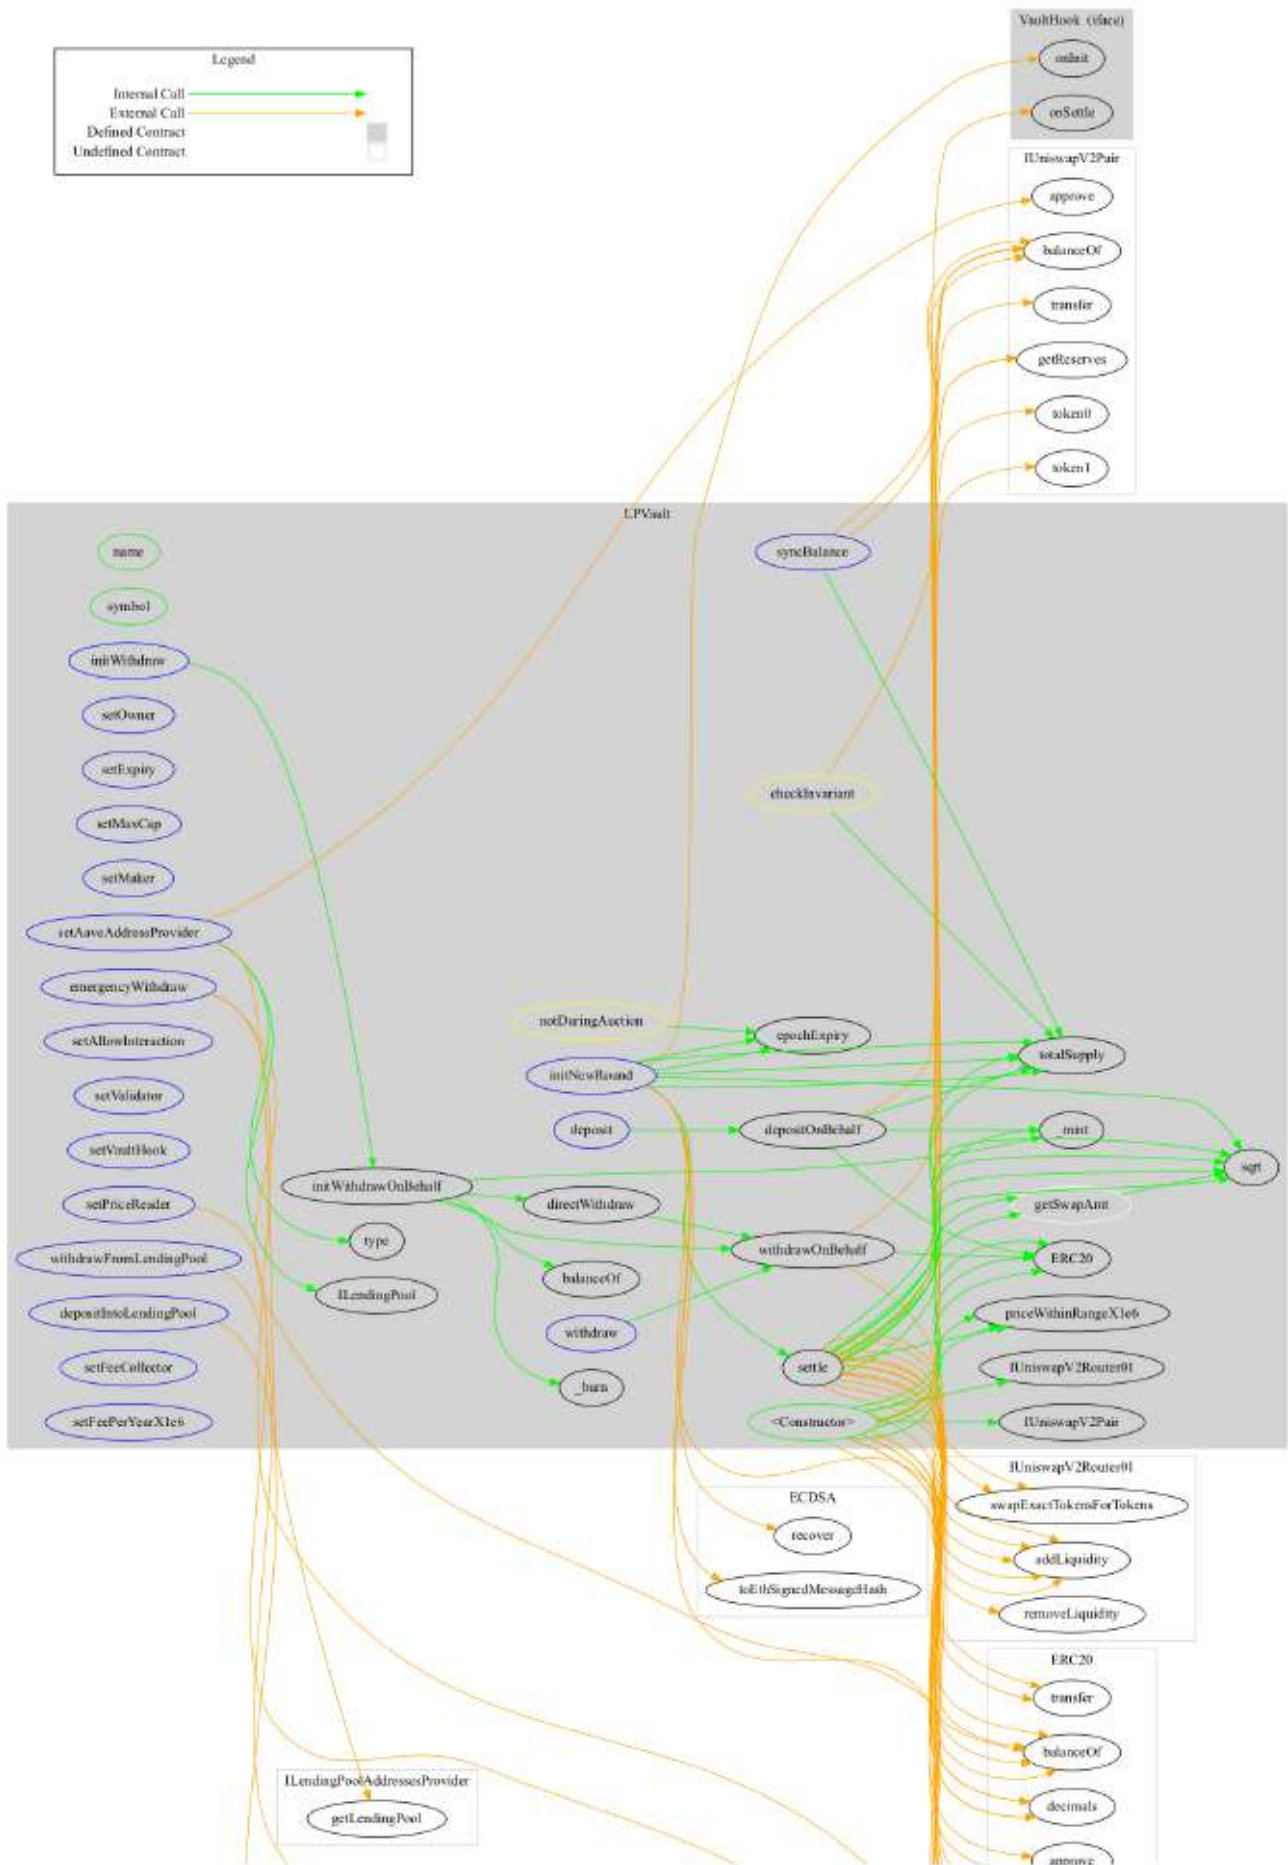 VaultHook (iface)
onInit
onSettle
Legend
Internal Call
External Call
Defined Contract
Undefined Contract
IUniswapV2Pair
approve
balanceOf
transfer
getReserves
token0
token1
LPVault
name
symbol
initWithdraw
setOwner
setExpiry
setMaxCap
setMaker
setAaveAddressProvider
emergencyWithdraw
setAllowInteraction
setValidator
setVaultHook
setPriceReader
withdrawFromLendingPool
depositIntoLendingPool
setFeeCollector
setFeePerYearX1e6
initWithdrawOnBehalf
type
ILendingPool
notDuringAuction
initNewRound
deposit
directWithdraw
balanceOf
withdraw
_burn
syncBalance
checkInvariant
epochExpiry
depositOnBehalf
withdrawOnBehalf
settle
<Constructor>
totalSupply
_mint
getSwapAmt
ERC20
priceWithinRangeX1e6
IUniswapV2Router01
IUniswapV2Pair
sqrt
ECDSA
recover
toEthSignedMessageHash
IUniswapV2Router01
swapExactTokensForTokens
addLiquidity
removeLiquidity
ERC20
transfer
balanceOf
decimals
approve
ILendingPoolAddressesProvider
getLendingPool